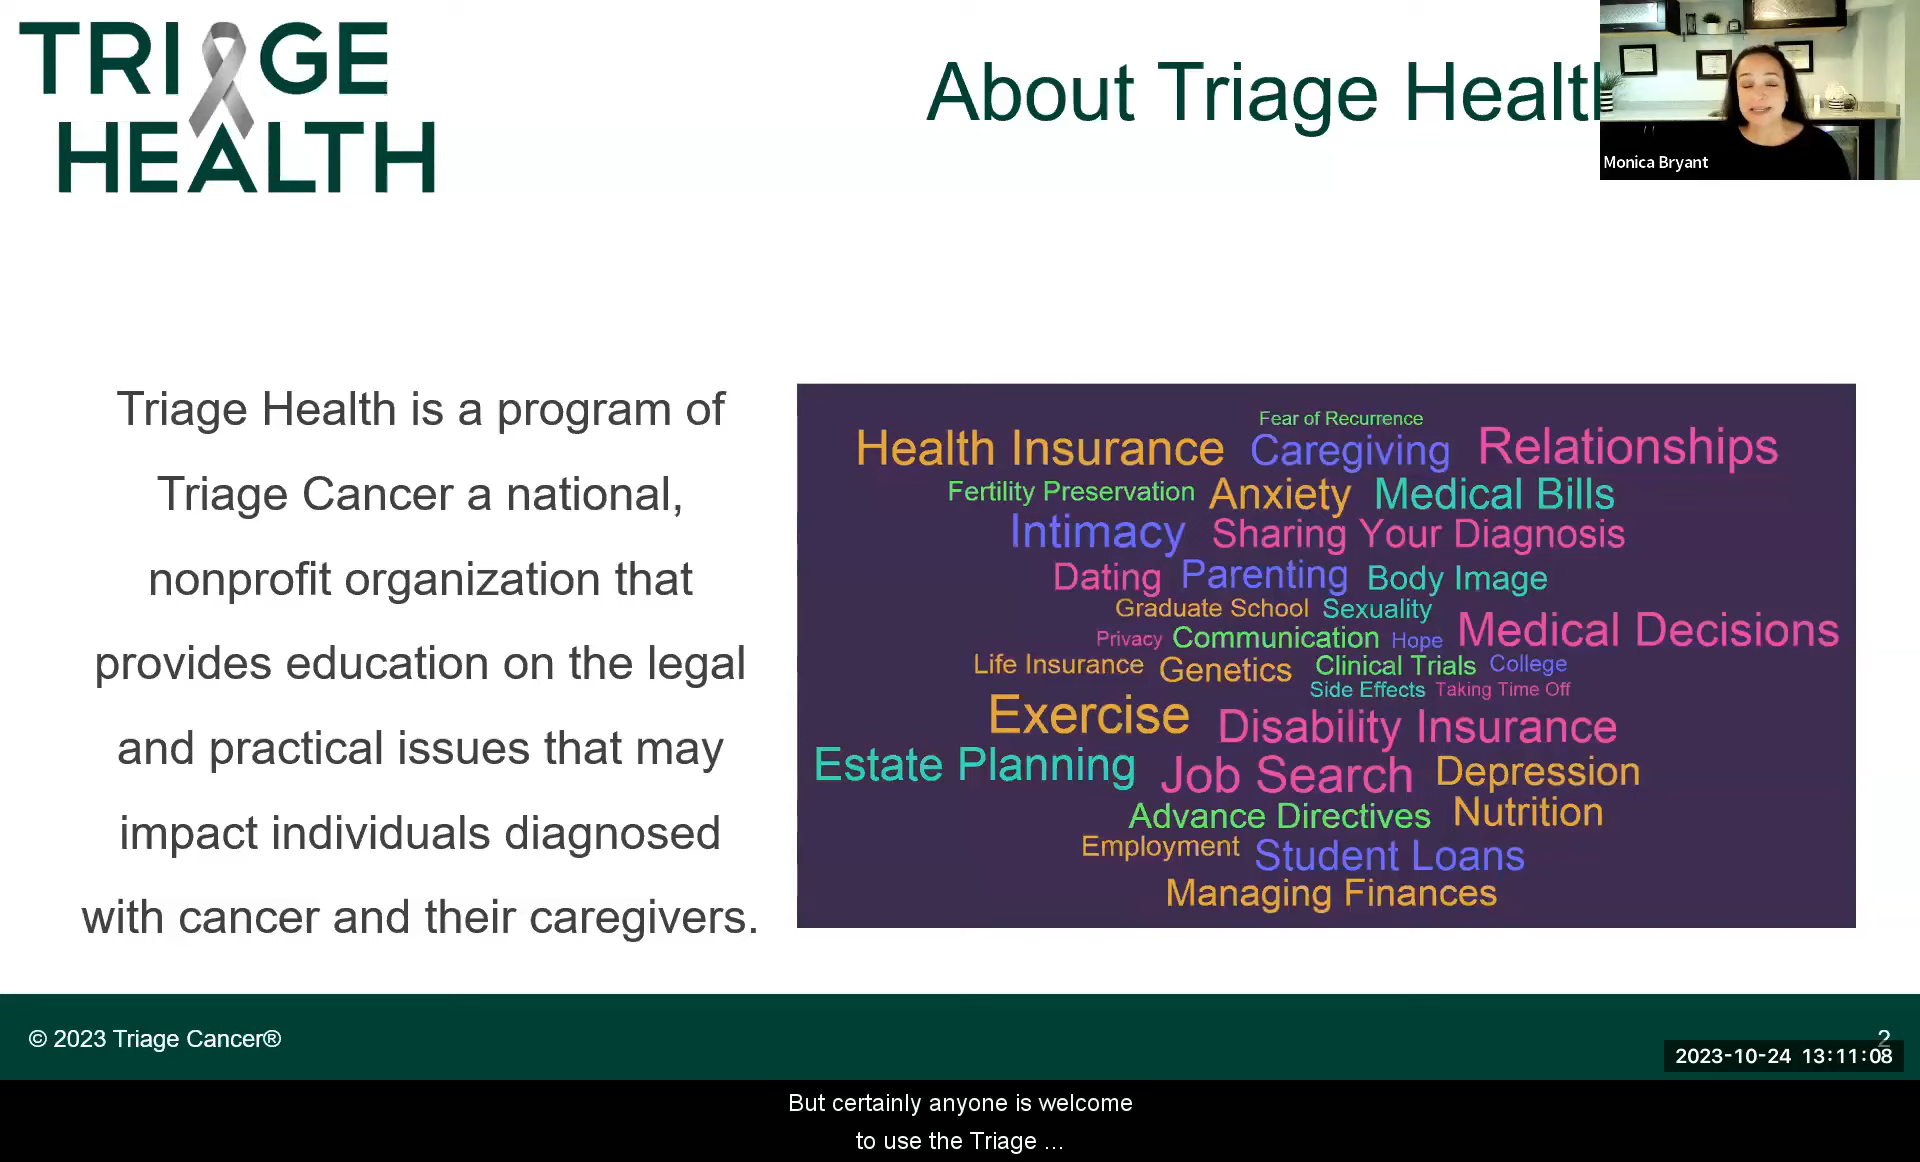 TRIAGE
HEALTH
About Triage Healt
Monica Bryant
Triage Health is a program of
Triage Cancer a national,
nonprofit organization that
provides education on the legal
and practical issues that may
impact individuals diagnosed
with cancer and their caregivers.
Fear of Recurrence
Health Insurance Caregiving Relationships
Fertility Preservation Anxiety Medical Bills
Intimacy Sharing Your Diagnosis
Dating Parenting Body Image
Graduate School Sexuality
Privacy Communication Hope Medical Decisions
Life Insurance Genetics Clinical Trials College
Side Effects Taking Time Off
Exercise Disability Insurance
Estate Planning Job Search Depression
Advance Directives Nutrition
Employment Student Loans
Managing Finances
© 2023 Triage Cancer®
2
2023-10-24 13:11:08
But certainly anyone is welcome
to use the Triage ...